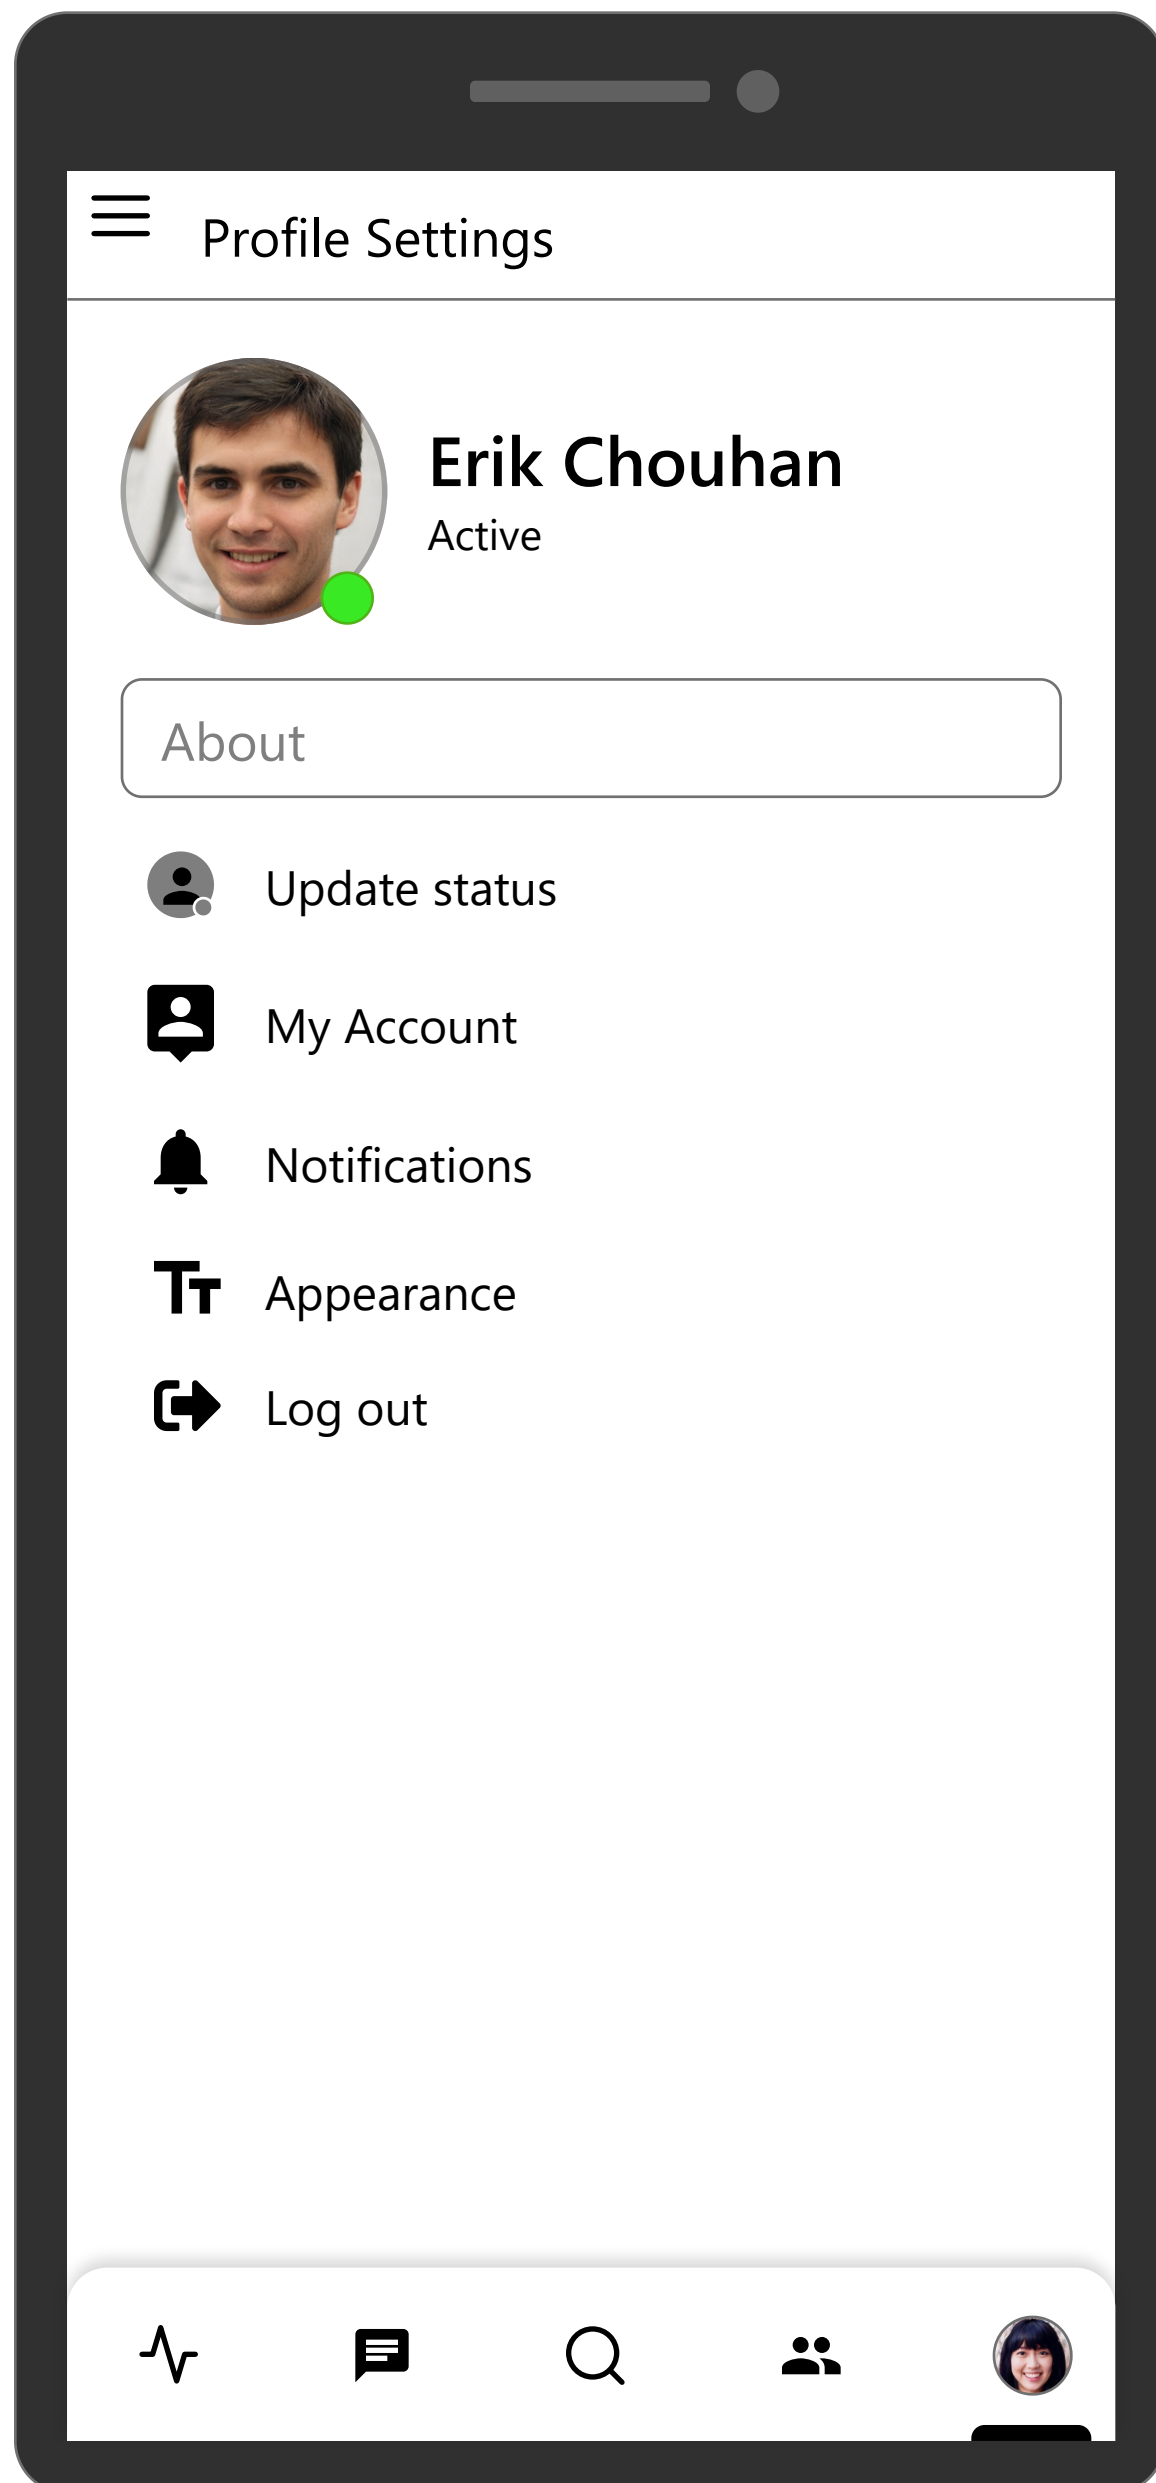 Profile Settings
Erik Chouhan
Active
About
Update status
My Account
Notifications
Appearance
Log out